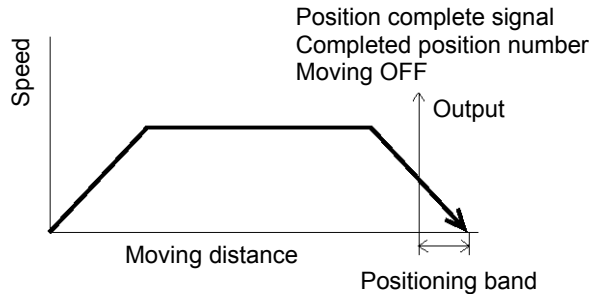 Position complete signal
Completed position number
Moving OFF
Output
Speed
Moving distance
Positioning band